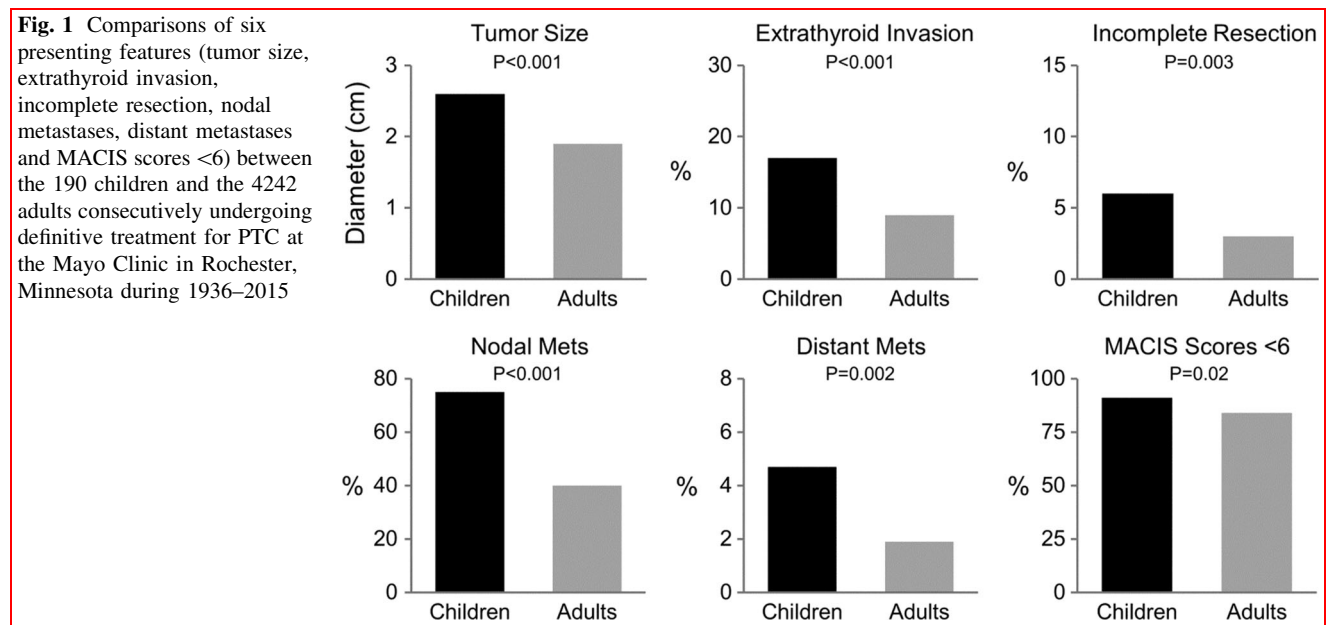 Fig. 1 Comparisons of six
presenting features (tumor size,
extrathyroid invasion,
incomplete resection, nodal
metastases, distant metastases
and MACIS scores <6) between
the 190 children and the 4242
adults consecutively undergoing
definitive treatment for PTC at
the Mayo Clinic in Rochester,
Minnesota during 1936–2015
Tumor Size
P<0.001
Diameter (cm)
3
2
1
0
Children Adults
Extrathyroid Invasion
P<0.001
%
30
20
10
0
Children Adults
Incomplete Resection
P=0.003
%
15
10
5
0
Children Adults
Nodal Mets
P<0.001
%
80
60
40
20
0
Children Adults
Distant Mets
P=0.002
%
8
6
4
2
0
Children Adults
MACIS Scores <6
P=0.02
%
100
75
50
25
0
Children Adults